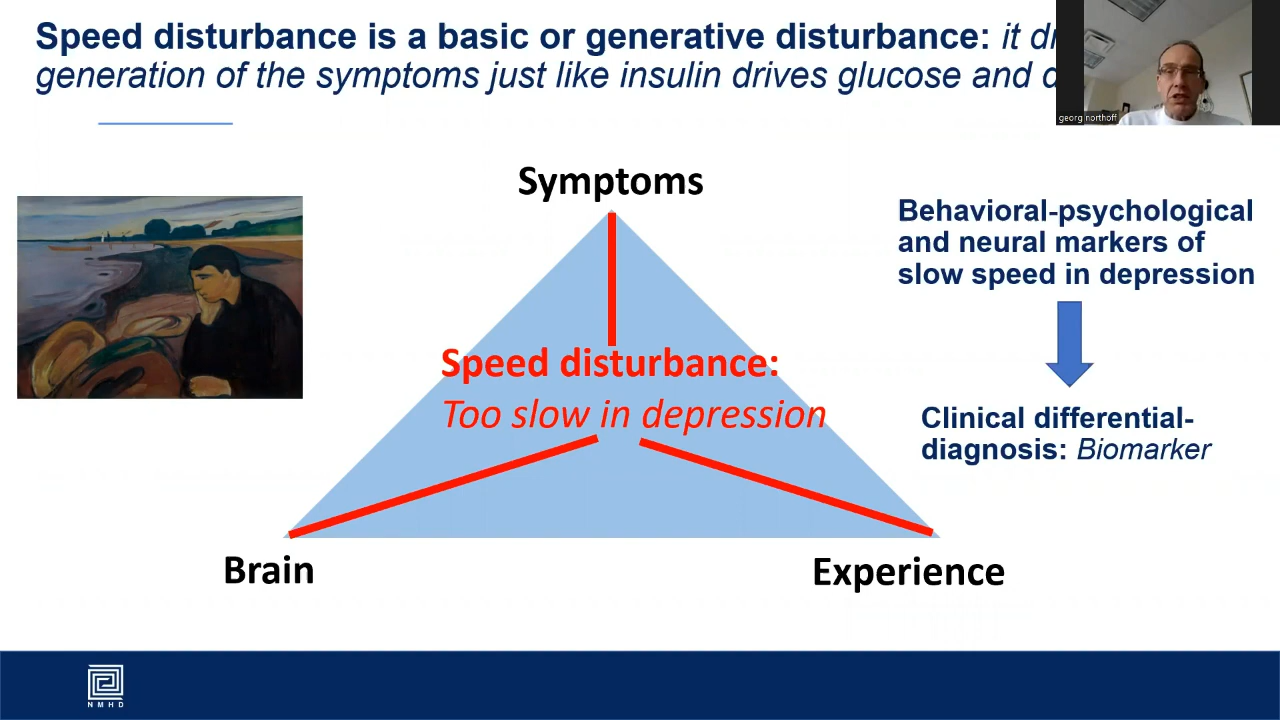 Speed disturbance is a basic or generative disturbance: it
generation of the symptoms just like insulin drives glucose and
georg northoff
Symptoms
Behavioral-psychological
and neural markers of
slow speed in depression
Speed disturbance:
Too slow in depression
Clinical differential-
diagnosis: Biomarker
Brain
Experience
NMHD